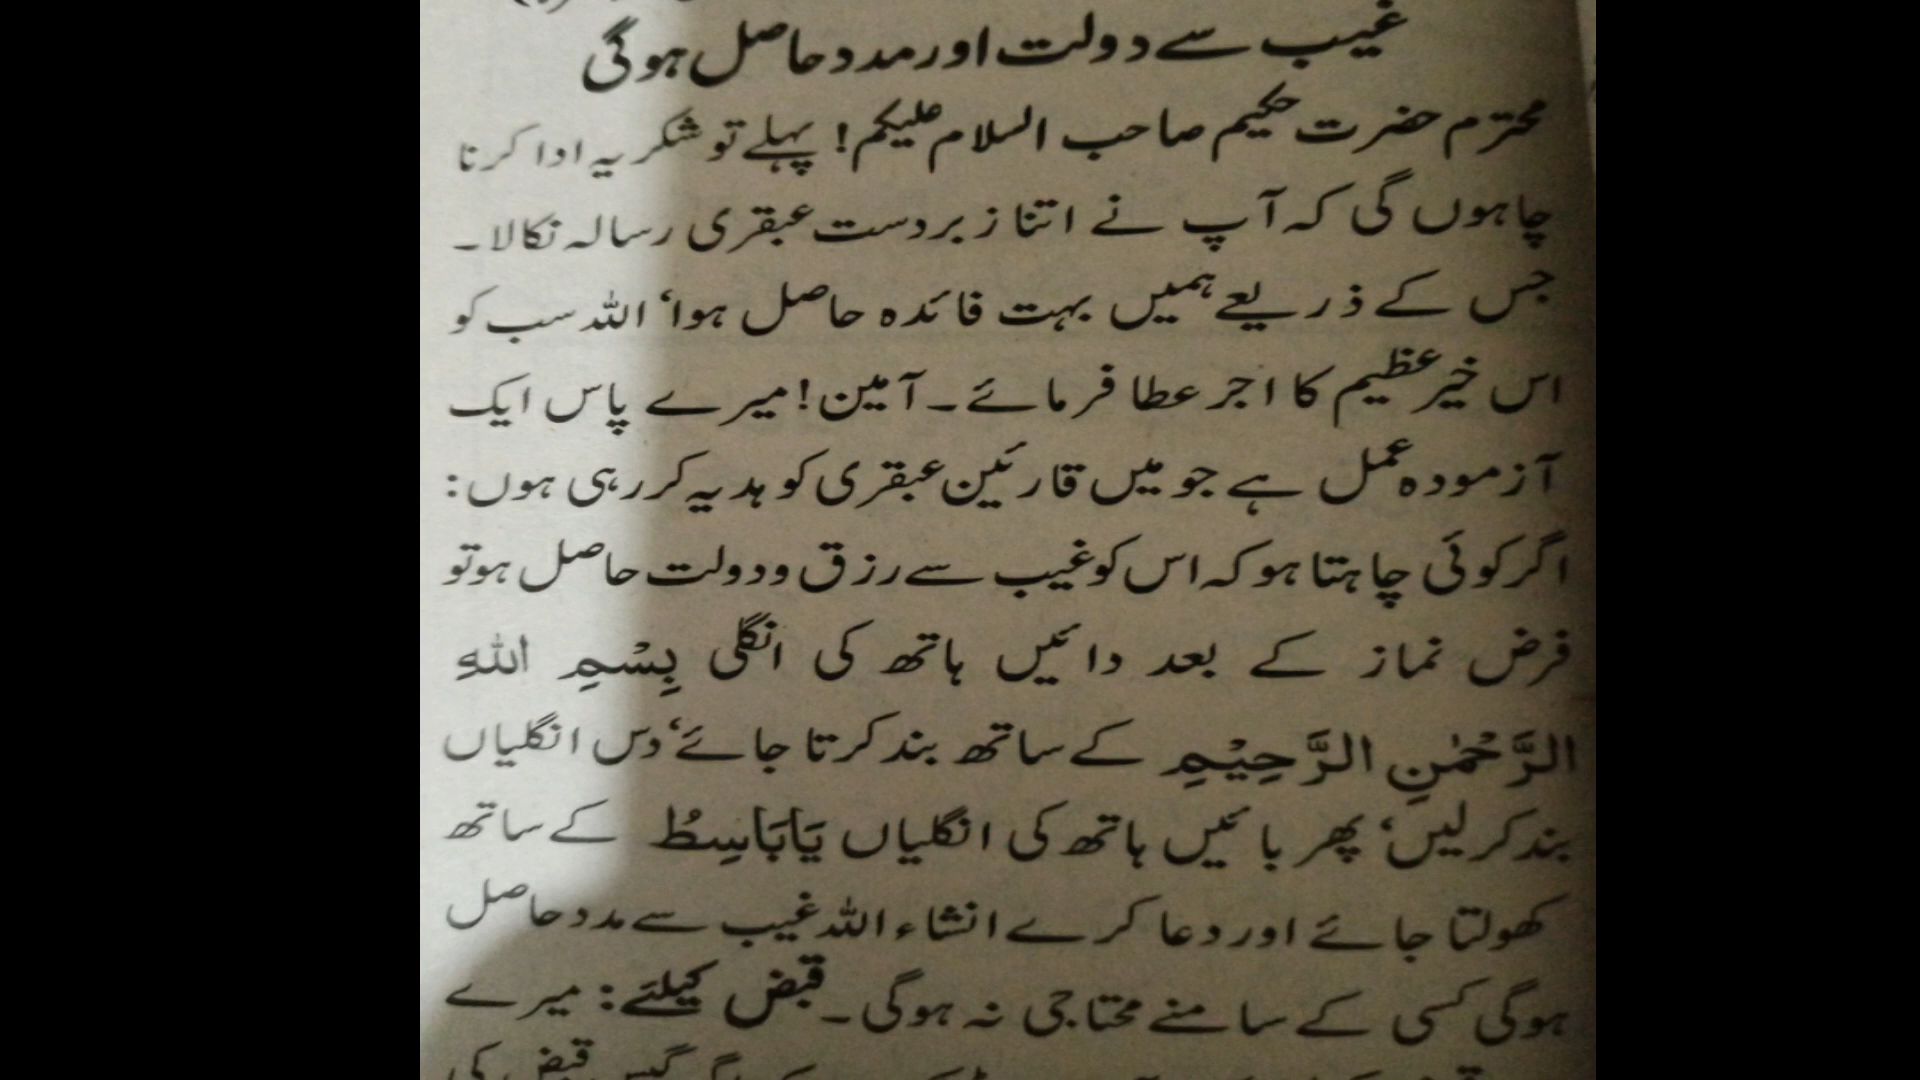 غیب سے دولت اور مدد حاصل ہوگی
محترم حضرت حکیم صاحب السلام علیکم! پہلے تو شکریہ ادا کرنا
چاہوں گی کہ آپ نے اتنا زبردست عبقری رسالہ نکالا۔
جس کے ذریعے ہمیں بہت فائدہ حاصل ہوا‘ اللہ سب کو
اس خیر عظیم کا اجر عطا فرمائے۔ آمین! میرے پاس ایک
آزمودہ عمل ہے جو میں قارئین عبقری کو ہدیہ کر رہی ہوں:
اگر کوئی چاہتا ہو کہ اس کو غیب سے رزق و دولت حاصل ہو تو
فرض نماز کے بعد دائیں ہاتھ کی انگلی بِسْمِ اللہِ
الرَّحْمٰنِ الرَّحِیْمِ کے ساتھ بند کرتا جائے‘ دس انگلیاں
بند کرلیں‘ پھر بائیں ہاتھ کی انگلیاں یَابَاسِطُ کے ساتھ
کھولتا جائے اور دعا کرے انشاء اللہ غیب سے مدد حاصل
ہوگی کسی کے سامنے محتاجی نہ ہوگی۔ قبض کیلئے: میرے
قبض کی